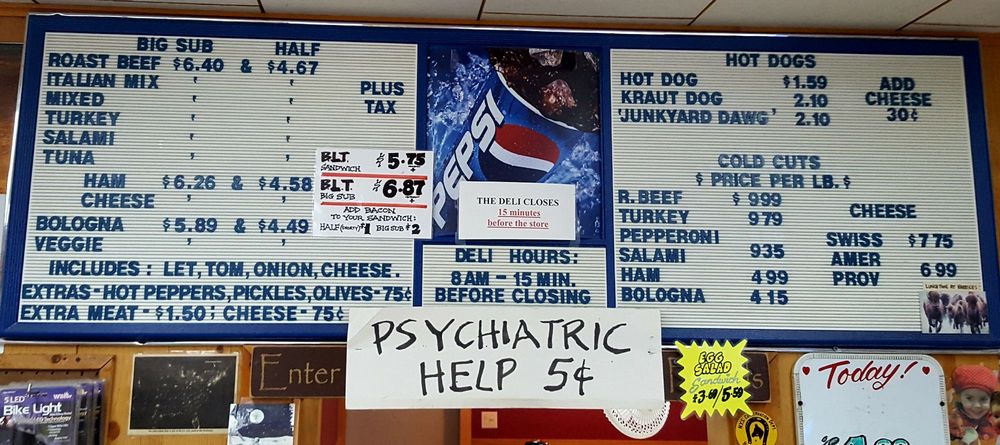 BIG SUB HALF
ROAST BEEF $6.40 & $4.67
ITALIAN MIX " "
MIXED " "
TURKEY " "
SALAMI " "
TUNA " "
PLUS
TAX
HAM $6.26 & $4.58
CHEESE " "
BOLOGNA $5.89 & $4.49
VEGGIE " "
INCLUDES : LET, TOM, ONION, CHEESE.
EXTRAS-HOT PEPPERS, PICKLES, OLIVES-75¢
EXTRA MEAT-$1.50 ; CHEESE-75¢
B.L.T. $5.75
SANDWICH
B.L.T. $6.87
BIG SUB
ADD BACON
TO YOUR SANDWICH:
HALF $1 BIG SUB $2
PEPSI
THE DELI CLOSES
15 minutes
before the store
DELI HOURS:
8AM - 15 MIN.
BEFORE CLOSING
HOT DOGS
HOT DOG $1.59
KRAUT DOG 2.10
'JUNKYARD DAWG' 2.10
ADD
CHEESE
30¢
COLD CUTS
$ PRICE PER LB. $
R. BEEF $ 999
TURKEY 979
PEPPERONI
SALAMI 935
HAM 499
BOLOGNA 415
CHEESE
SWISS $775
AMER
PROV 699
PSYCHIATRIC
HELP 5¢
Enter
EGG
SALAD
Sandwich
Today!
5 LED
Bike Light